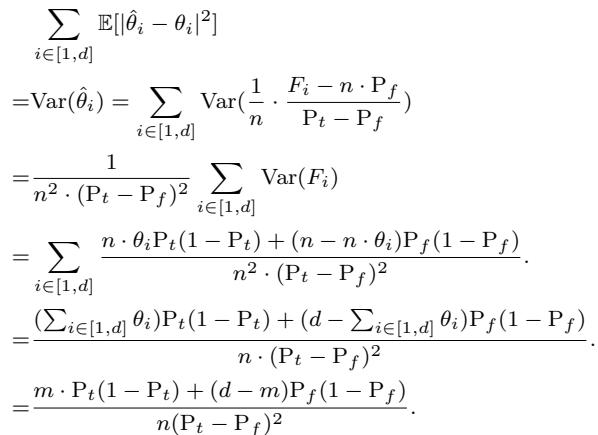 \sum_{i\in[1,d]} \mathbb{E}[|\hat{\theta}_i - \theta_i|^2]
=\mathrm{Var}(\hat{\theta}_i) = \sum_{i\in[1,d]} \mathrm{Var}(\frac{1}{n} \cdot \frac{F_i - n \cdot \mathrm{P}_f}{\mathrm{P}_t - \mathrm{P}_f})
=\frac{1}{n^2 \cdot (\mathrm{P}_t - \mathrm{P}_f)^2} \sum_{i\in[1,d]} \mathrm{Var}(F_i)
=\sum_{i\in[1,d]} \frac{n \cdot \theta_i \mathrm{P}_t(1 - \mathrm{P}_t) + (n - n \cdot \theta_i)\mathrm{P}_f(1 - \mathrm{P}_f)}{n^2 \cdot (\mathrm{P}_t - \mathrm{P}_f)^2}.
=\frac{(\sum_{i\in[1,d]} \theta_i)\mathrm{P}_t(1 - \mathrm{P}_t) + (d - \sum_{i\in[1,d]} \theta_i)\mathrm{P}_f(1 - \mathrm{P}_f)}{n \cdot (\mathrm{P}_t - \mathrm{P}_f)^2}.
=\frac{m \cdot \mathrm{P}_t(1 - \mathrm{P}_t) + (d - m)\mathrm{P}_f(1 - \mathrm{P}_f)}{n(\mathrm{P}_t - \mathrm{P}_f)^2}.